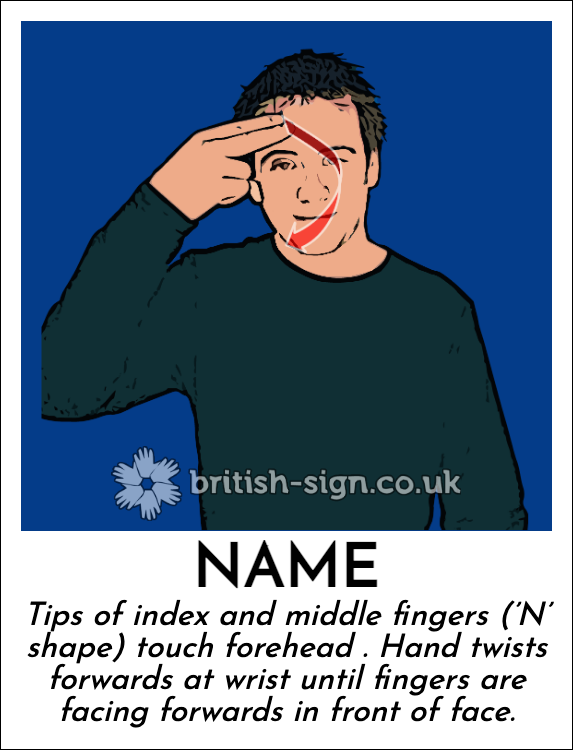 british-sign.co.uk
NAME
Tips of index and middle fingers ('N'
shape) touch forehead . Hand twists
forwards at wrist until fingers are
facing forwards in front of face.